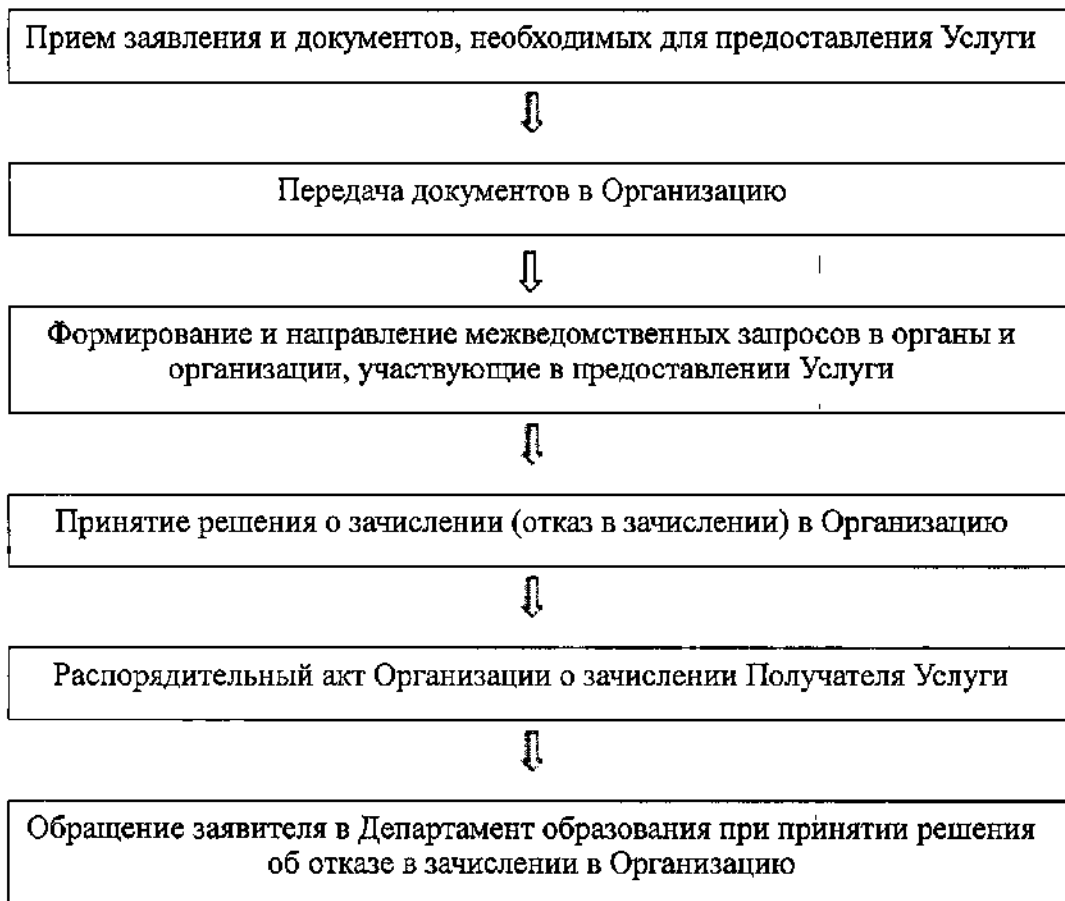 Прием заявления и документов, необходимых для предоставления Услуги
Передача документов в Организацию
Формирование и направление межведомственных запросов в органы и
организации, участвующие в предоставлении Услуги
Принятие решения о зачислении (отказ в зачислении) в Организацию
Распорядительный акт Организации о зачислении Получателя Услуги
Обращение заявителя в Департамент образования при принятии решения
об отказе в зачислении в Организацию